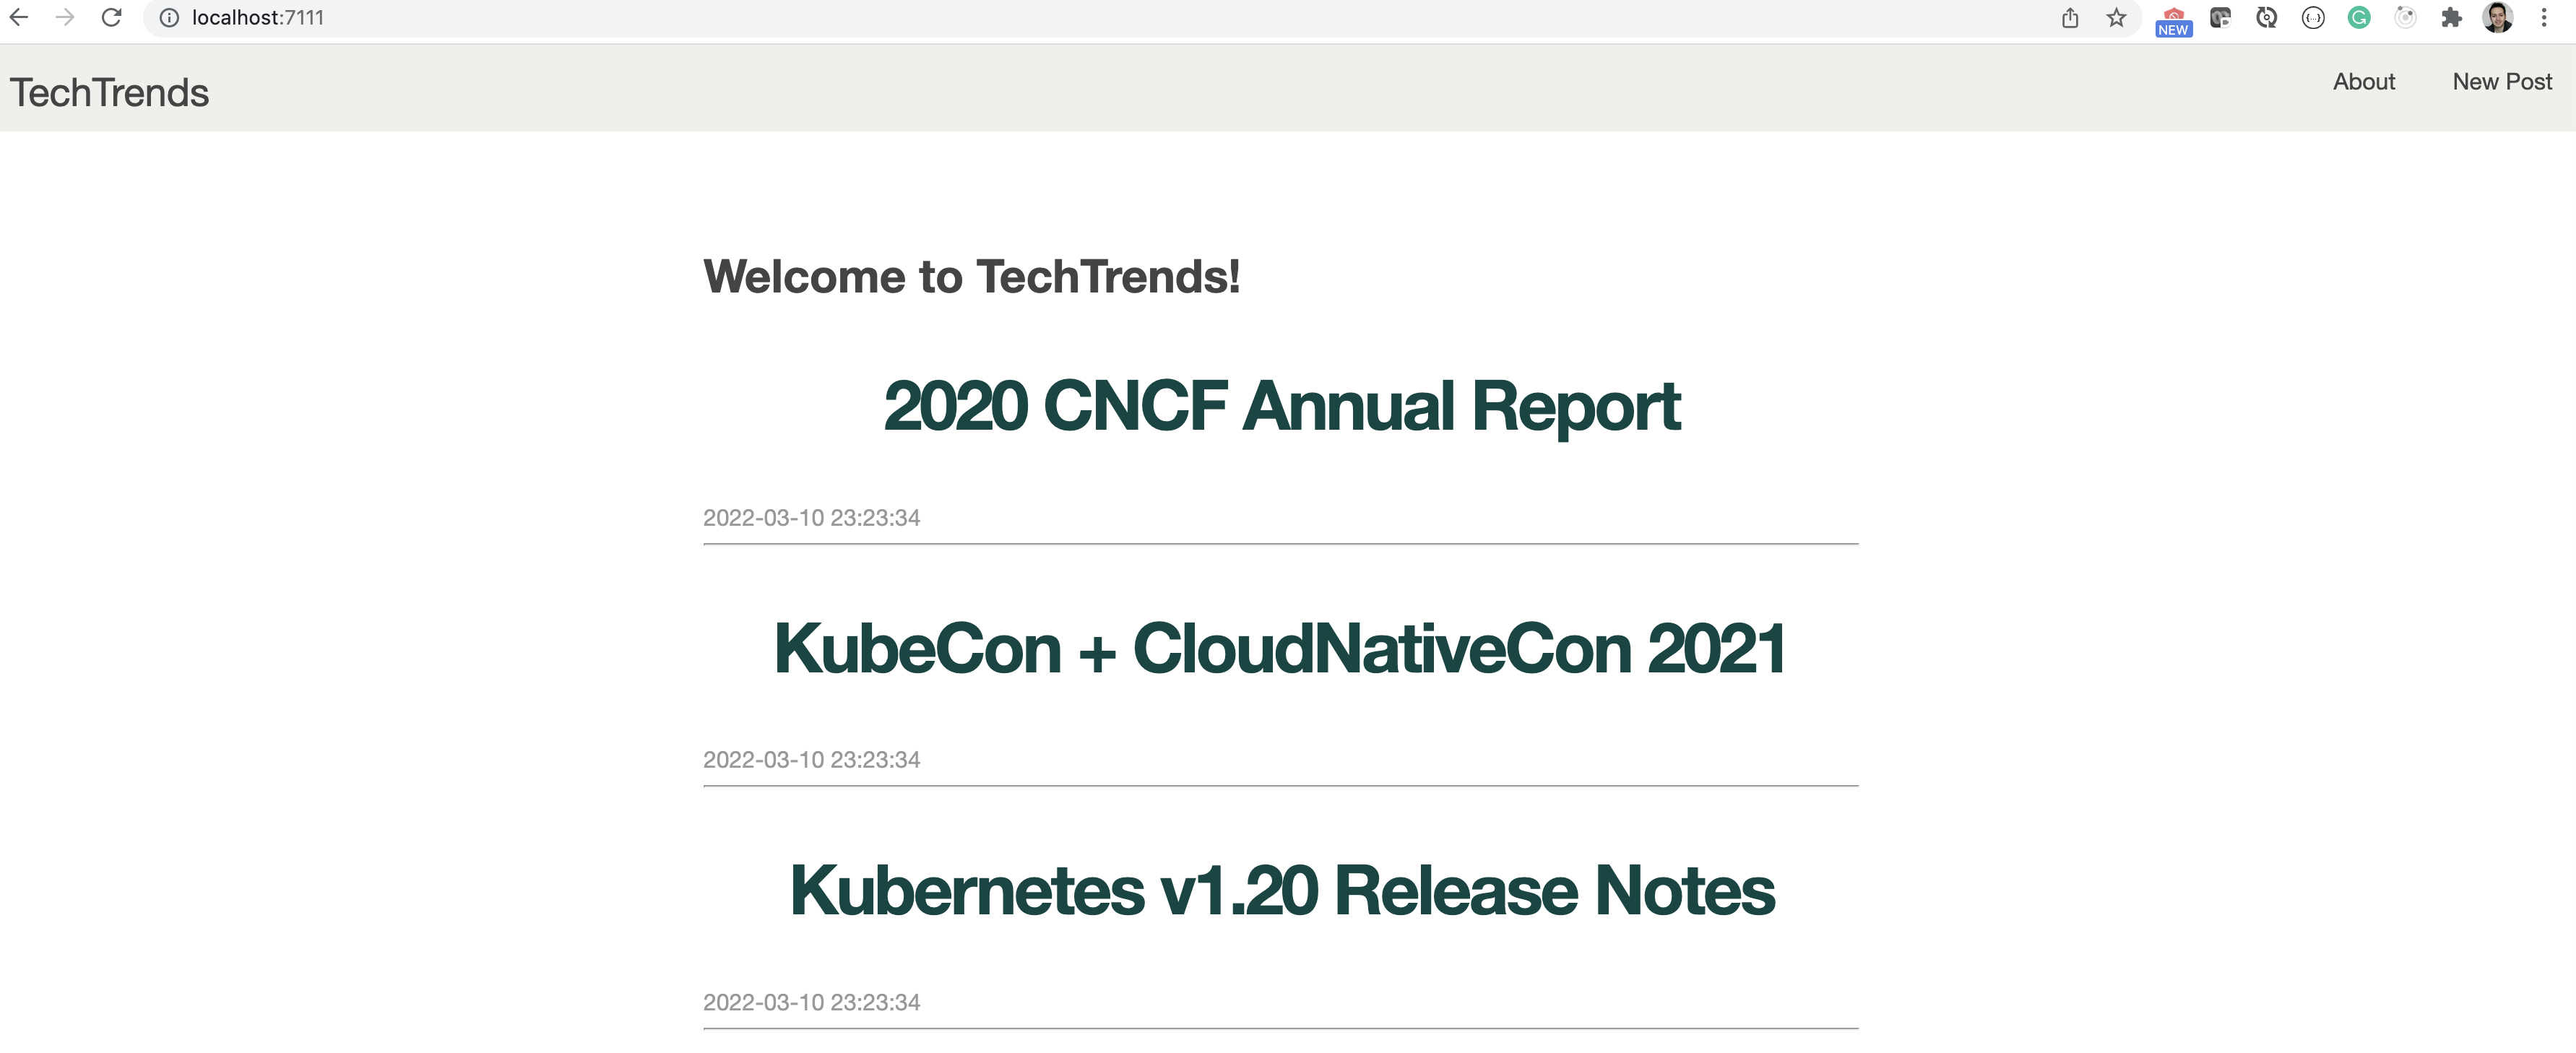 localhost:7111
NEW
TechTrends
About
New Post
Welcome to TechTrends!
2020 CNCF Annual Report
2022-03-10 23:23:34
KubeCon + CloudNativeCon 2021
2022-03-10 23:23:34
Kubernetes v1.20 Release Notes
2022-03-10 23:23:34